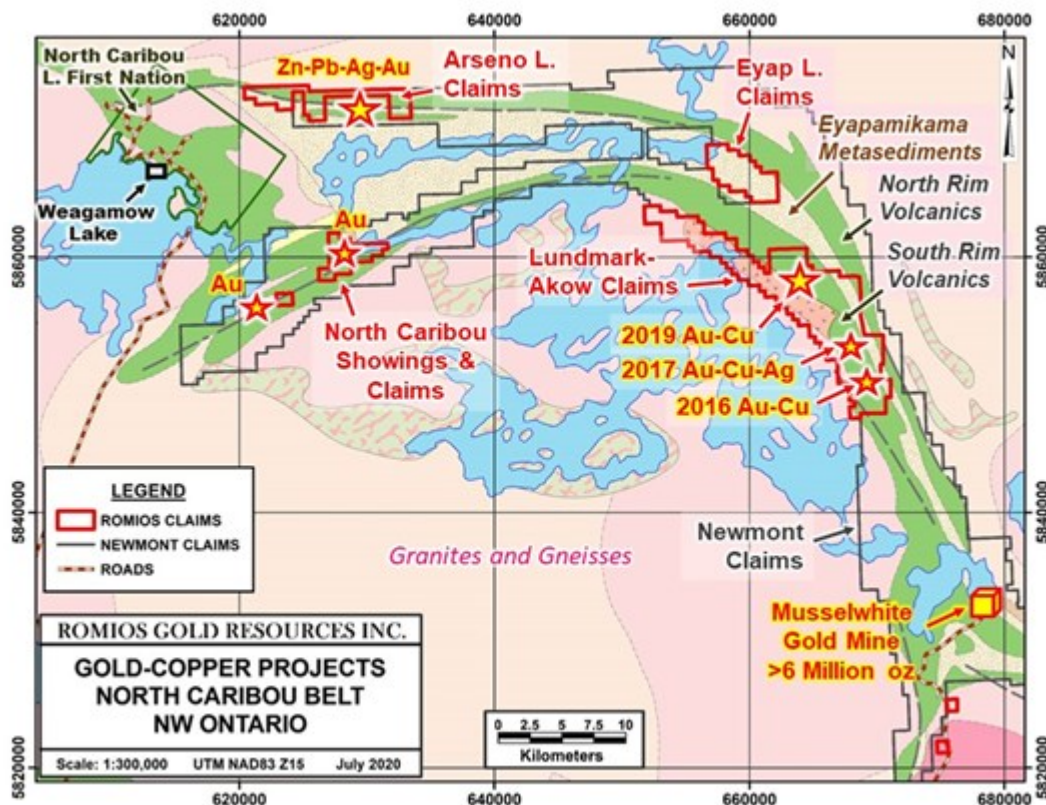 620000
640000
660000
680000
North Caribou
L. First Nation
Zn-Pb-Ag-Au
Arseno L.
Claims
Eyap L.
Claims
N
Eyapamikama
Metasediments
North Rim
Volcanics
South Rim
Volcanics
Weagamow
Lake
Au
Au
5860000
5860000
Lundmark-
Akow Claims
North Caribou
Showings &
Claims
2019 Au-Cu
2017 Au-Cu-Ag
2016 Au-Cu
5840000
5840000
LEGEND
ROMIOS CLAIMS
NEWMONT CLAIMS
ROADS
Granites and Gneisses
Newmont
Claims
Musselwhite
Gold Mine
>6 Million oz
ROMIOS GOLD RESOURCES INC.
GOLD-COPPER PROJECTS
NORTH CARIBOU BELT
NW ONTARIO
Scale: 1:300,000 UTM NAD83 Z15 July 2020
0 2.5 5 7.5 10
Kilometers
5820000
5820000
620000
640000
660000
680000